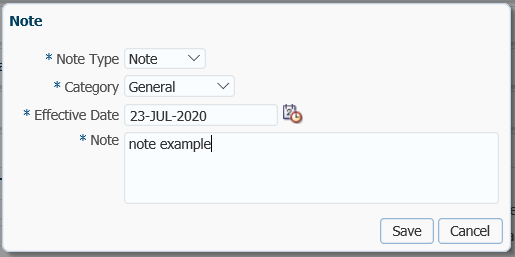 Note
* Note Type Note
* Category General
* Effective Date 23-JUL-2020
* Note note example
Save Cancel